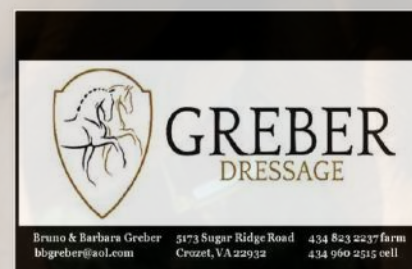 GREBER
DRESSAGE
Bruno & Barbara Greber 5173 Sugar Ridge Road 434 823 2237 farm
bbgreber@aol.com Crozet, VA 22932 434 960 2515 cell